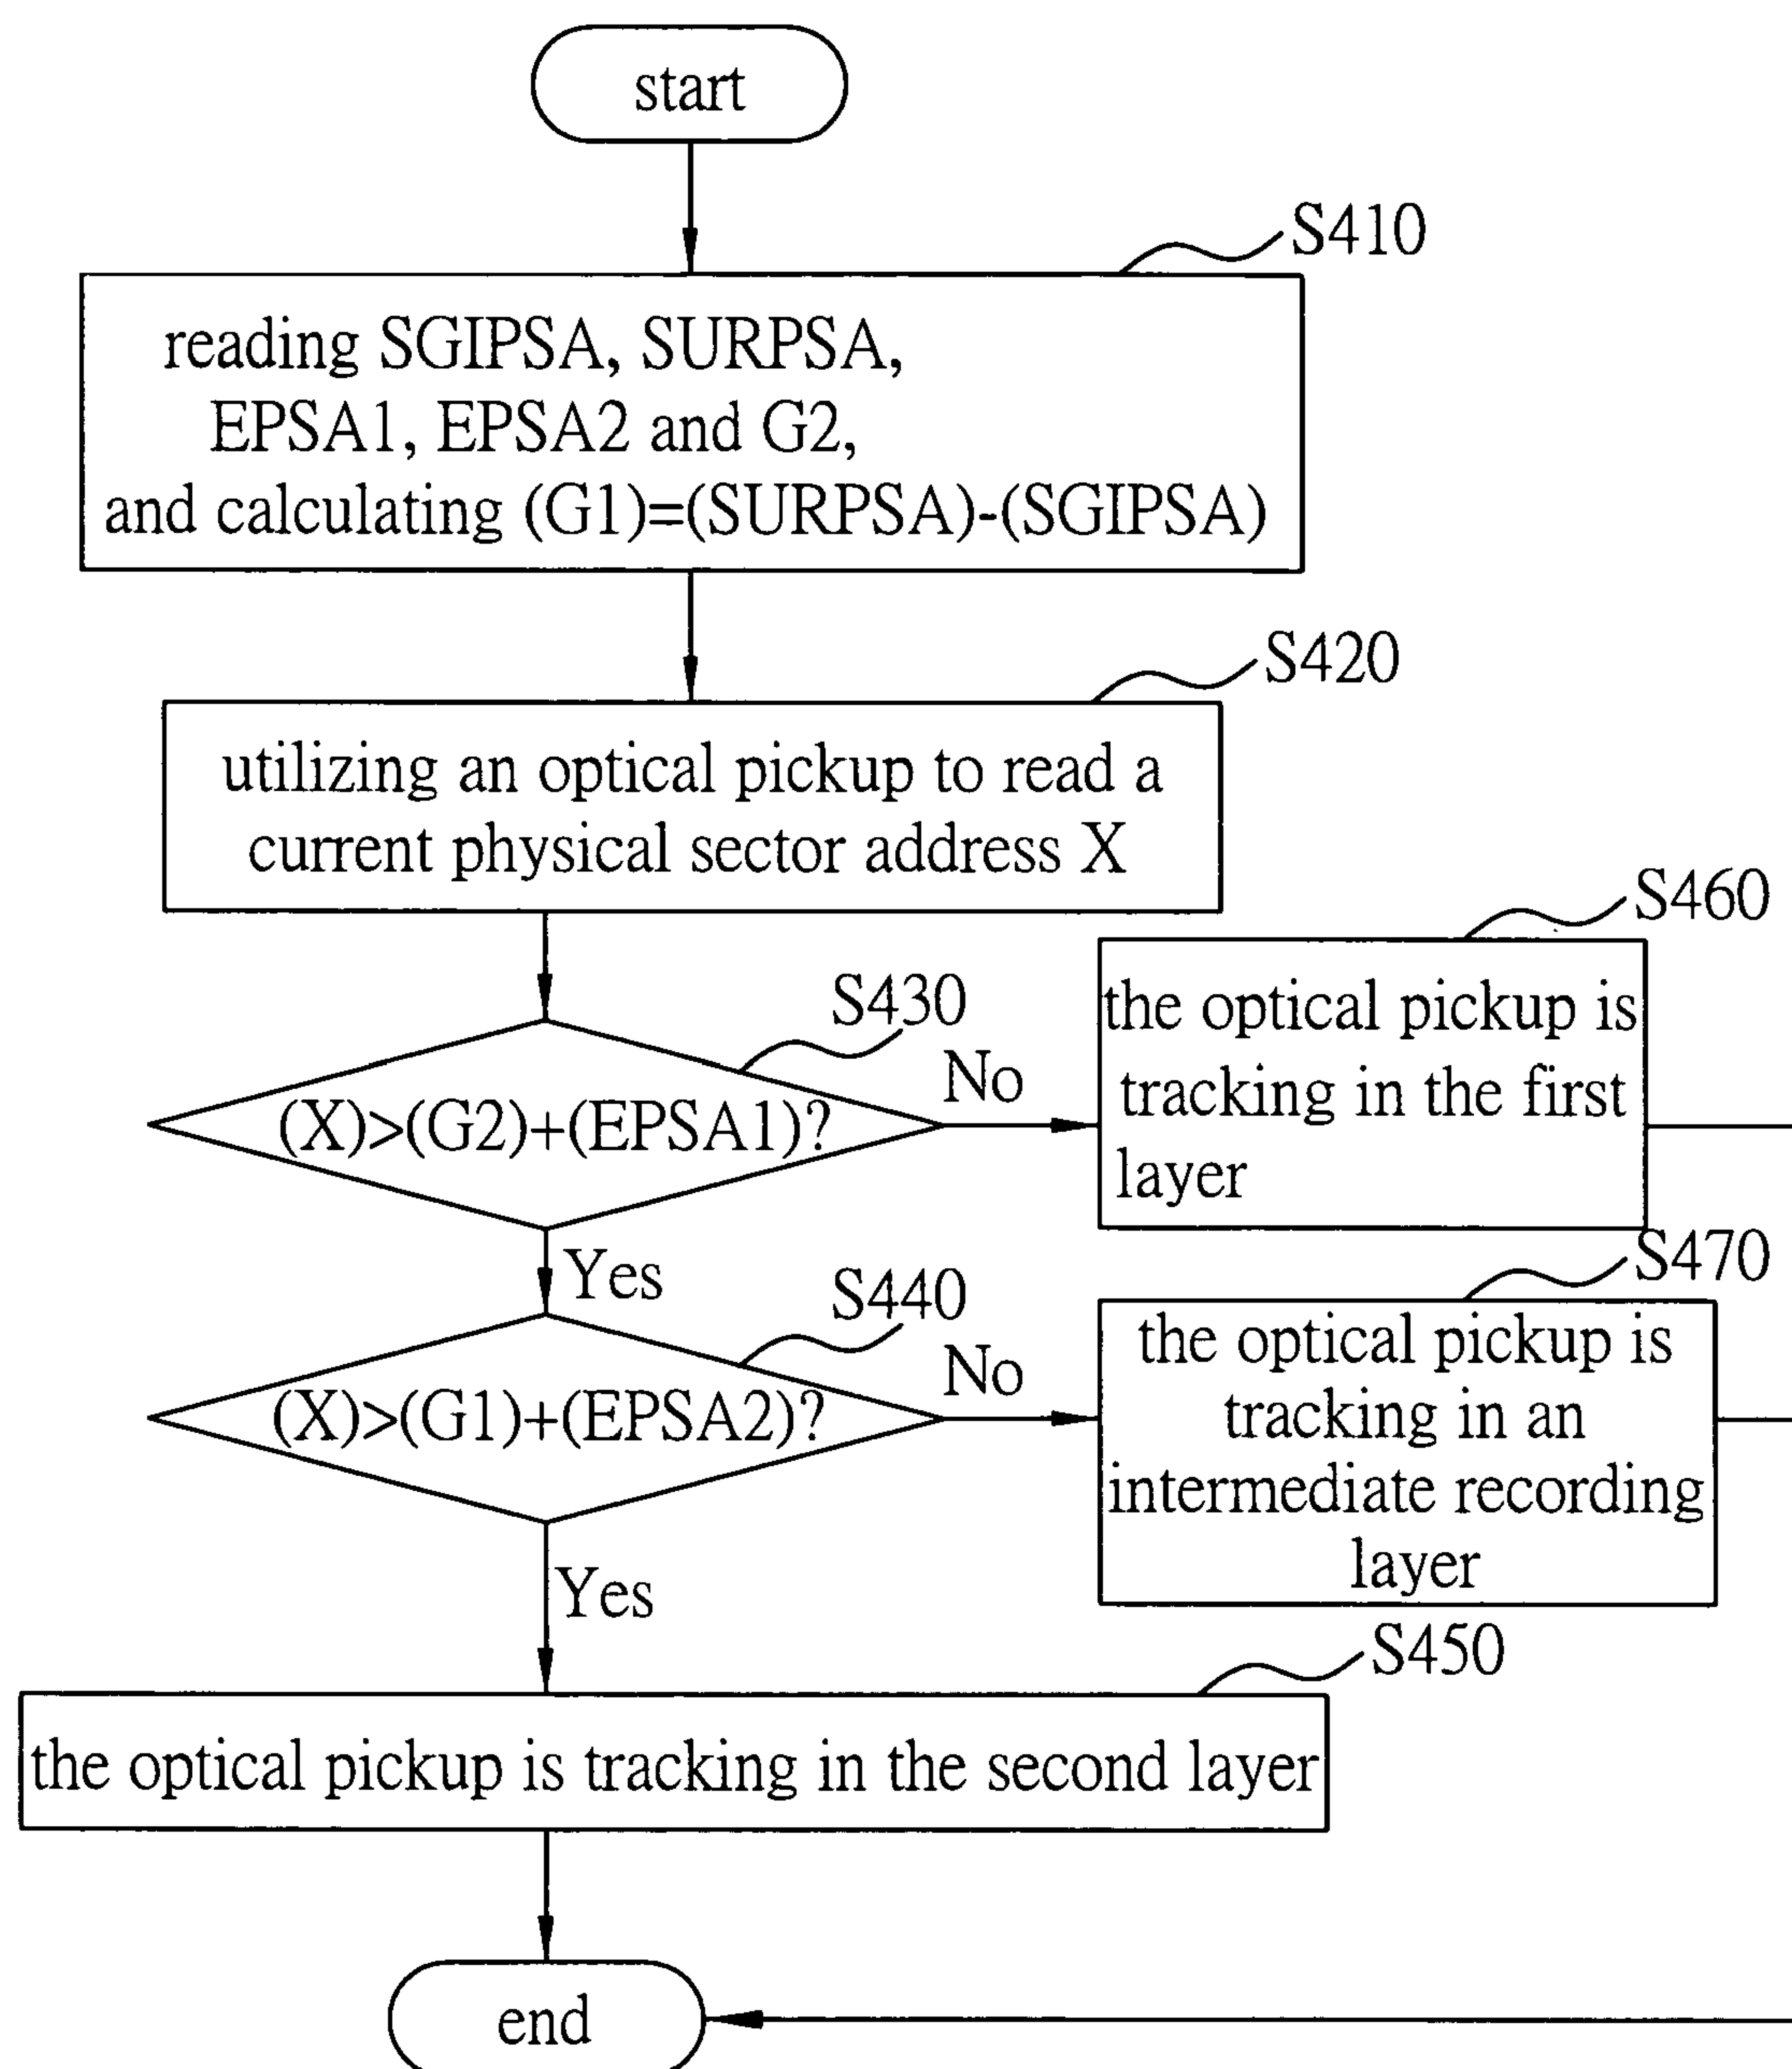 start
S410
reading SGIPSA, SURPSA,
EPSA1, EPSA2 and G2,
and calculating (G1)=(SURPSA)-(SGIPSA)
S420
utilizing an optical pickup to read a
current physical sector address X
S460
the optical pickup is
tracking in the first
layer
S430
(X)>(G2)+(EPSA1)?
No
Yes
S470
the optical pickup is
tracking in an
intermediate recording
layer
S440
(X)>(G1)+(EPSA2)?
No
Yes
S450
the optical pickup is tracking in the second layer
end